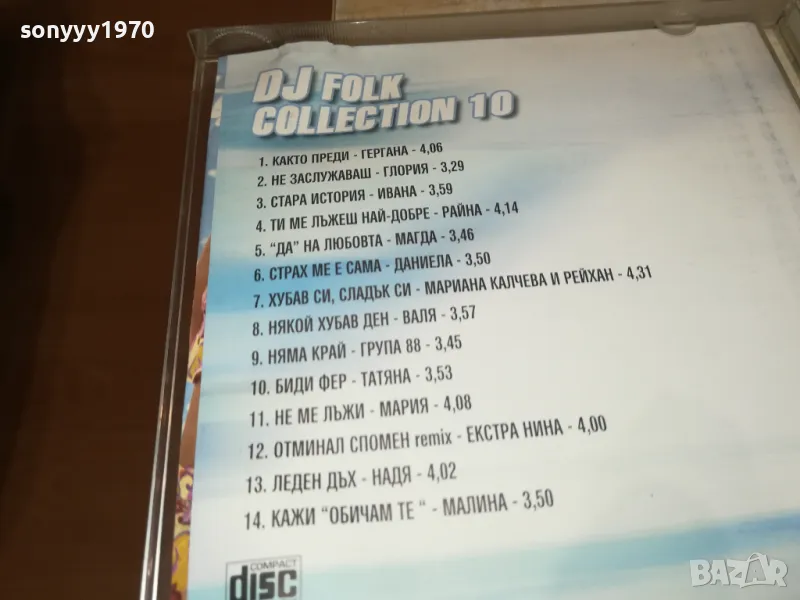 sonyyy1970
DJ FOLK
COLLECTION 10
1. КАКТО ПРЕДИ - ГЕРГАНА - 4,06
2. НЕ ЗАСЛУЖАВАШ - ГЛОРИЯ - 3,29
3. СТАРА ИСТОРИЯ - ИВАНА - 3,59
4. ТИ МЕ ЛЪЖЕШ НАЙ-ДОБРЕ - РАЙНА - 4,14
5. "ДА" НА ЛЮБОВТА - МАГДА - 3,46
6. СТРАХ МЕ Е САМА - ДАНИЕЛА - 3,50
7. ХУБАВ СИ, СЛАДЪК СИ - МАРИАНА КАЛЧЕВА И РЕЙХАН - 4,31
8. НЯКОЙ ХУБАВ ДЕН - ВАЛЯ - 3,57
9. НЯМА КРАЙ - ГРУПА 88 - 3,45
10. БИДИ ФЕР - ТАТЯНА - 3,53
11. НЕ МЕ ЛЪЖИ - МАРИЯ - 4,08
12. ОТМИНАЛ СПОМЕН remix - ЕКСТРА НИНА - 4,00
13. ЛЕДЕН ДЪХ - НАДЯ - 4,02
14. КАЖИ "ОБИЧАМ ТЕ " - МАЛИНА - 3,50
COMPACT
disc
BAZAR